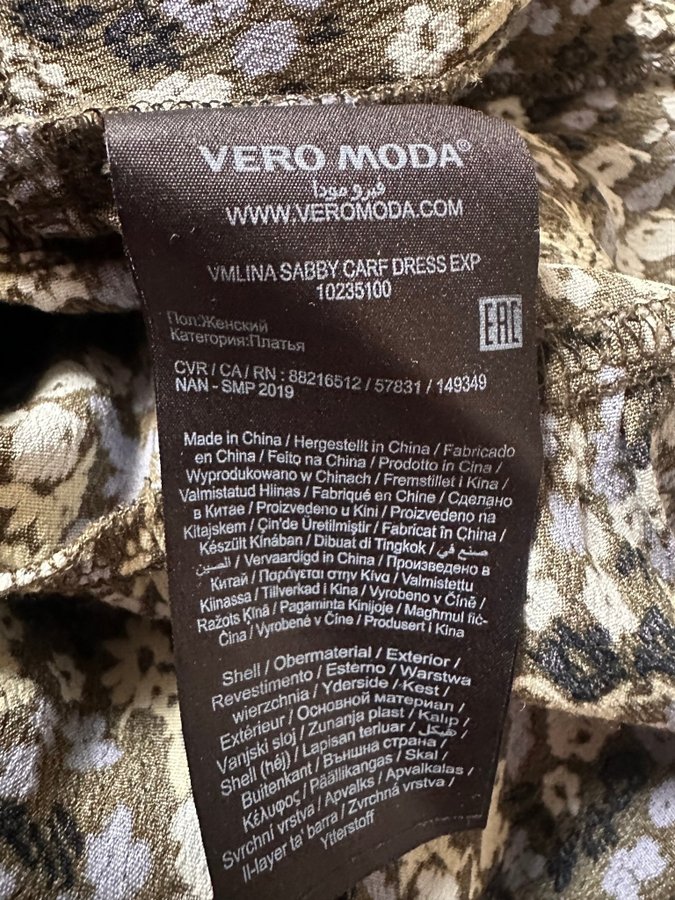 VERO MODA®
فيرو مودا
WWW.VEROMODA.COM
VMLINA SABBY CARF DRESS EXP
10235100
Пол:Женский
Категория:Платья
EAC
CVR / CA / RN : 88216512 / 57831 / 149349
NAN - SMP 2019
Made in China / Hergestellt in China / Fabricado
en China / Feito na China / Prodotto in Cina /
Wyprodukowano w Chinach / Fremstillet i Kina /
Valmistatud Hiinas / Fabriqué en Chine / Сделано
в Китае / Proizvedeno u Kini / Proizvedeno na
Kitajskem / Çin'de Üretilmiştir / Fabricat în China /
Készült Kínában / Dibuat di Tingkok / صنع في
الصين / Vervaardigd in China / Произведено в
Китай / Παράγεται στην Κίνα / Valmistettu
Kiinassa / Tillverkad i Kina / Vyrobeno v Číně /
Ražots Ķīnā / Pagaminta Kinijoje / Maghmul fiċ-
Ċina / Vyrobené v Číne / Produsert i Kina
Shell / Obermaterial / Exterior /
Revestimento / Esterno / Warstwa
wierzchnia / Yderside / Kest /
Extérieur / Основной материал /
Vanjski sloj / Zunanja plast / Kalıp /
Shell (héj) / Lapisan terluar / هيكل /
Buitenkant / Външна страна /
Κέλυφος / Päällikangas / Skal /
Svrchní vrstva / Apvalks / Apvalkalas /
Il-layer ta' barra / Zvrchná vrstva /
Ytterstoff